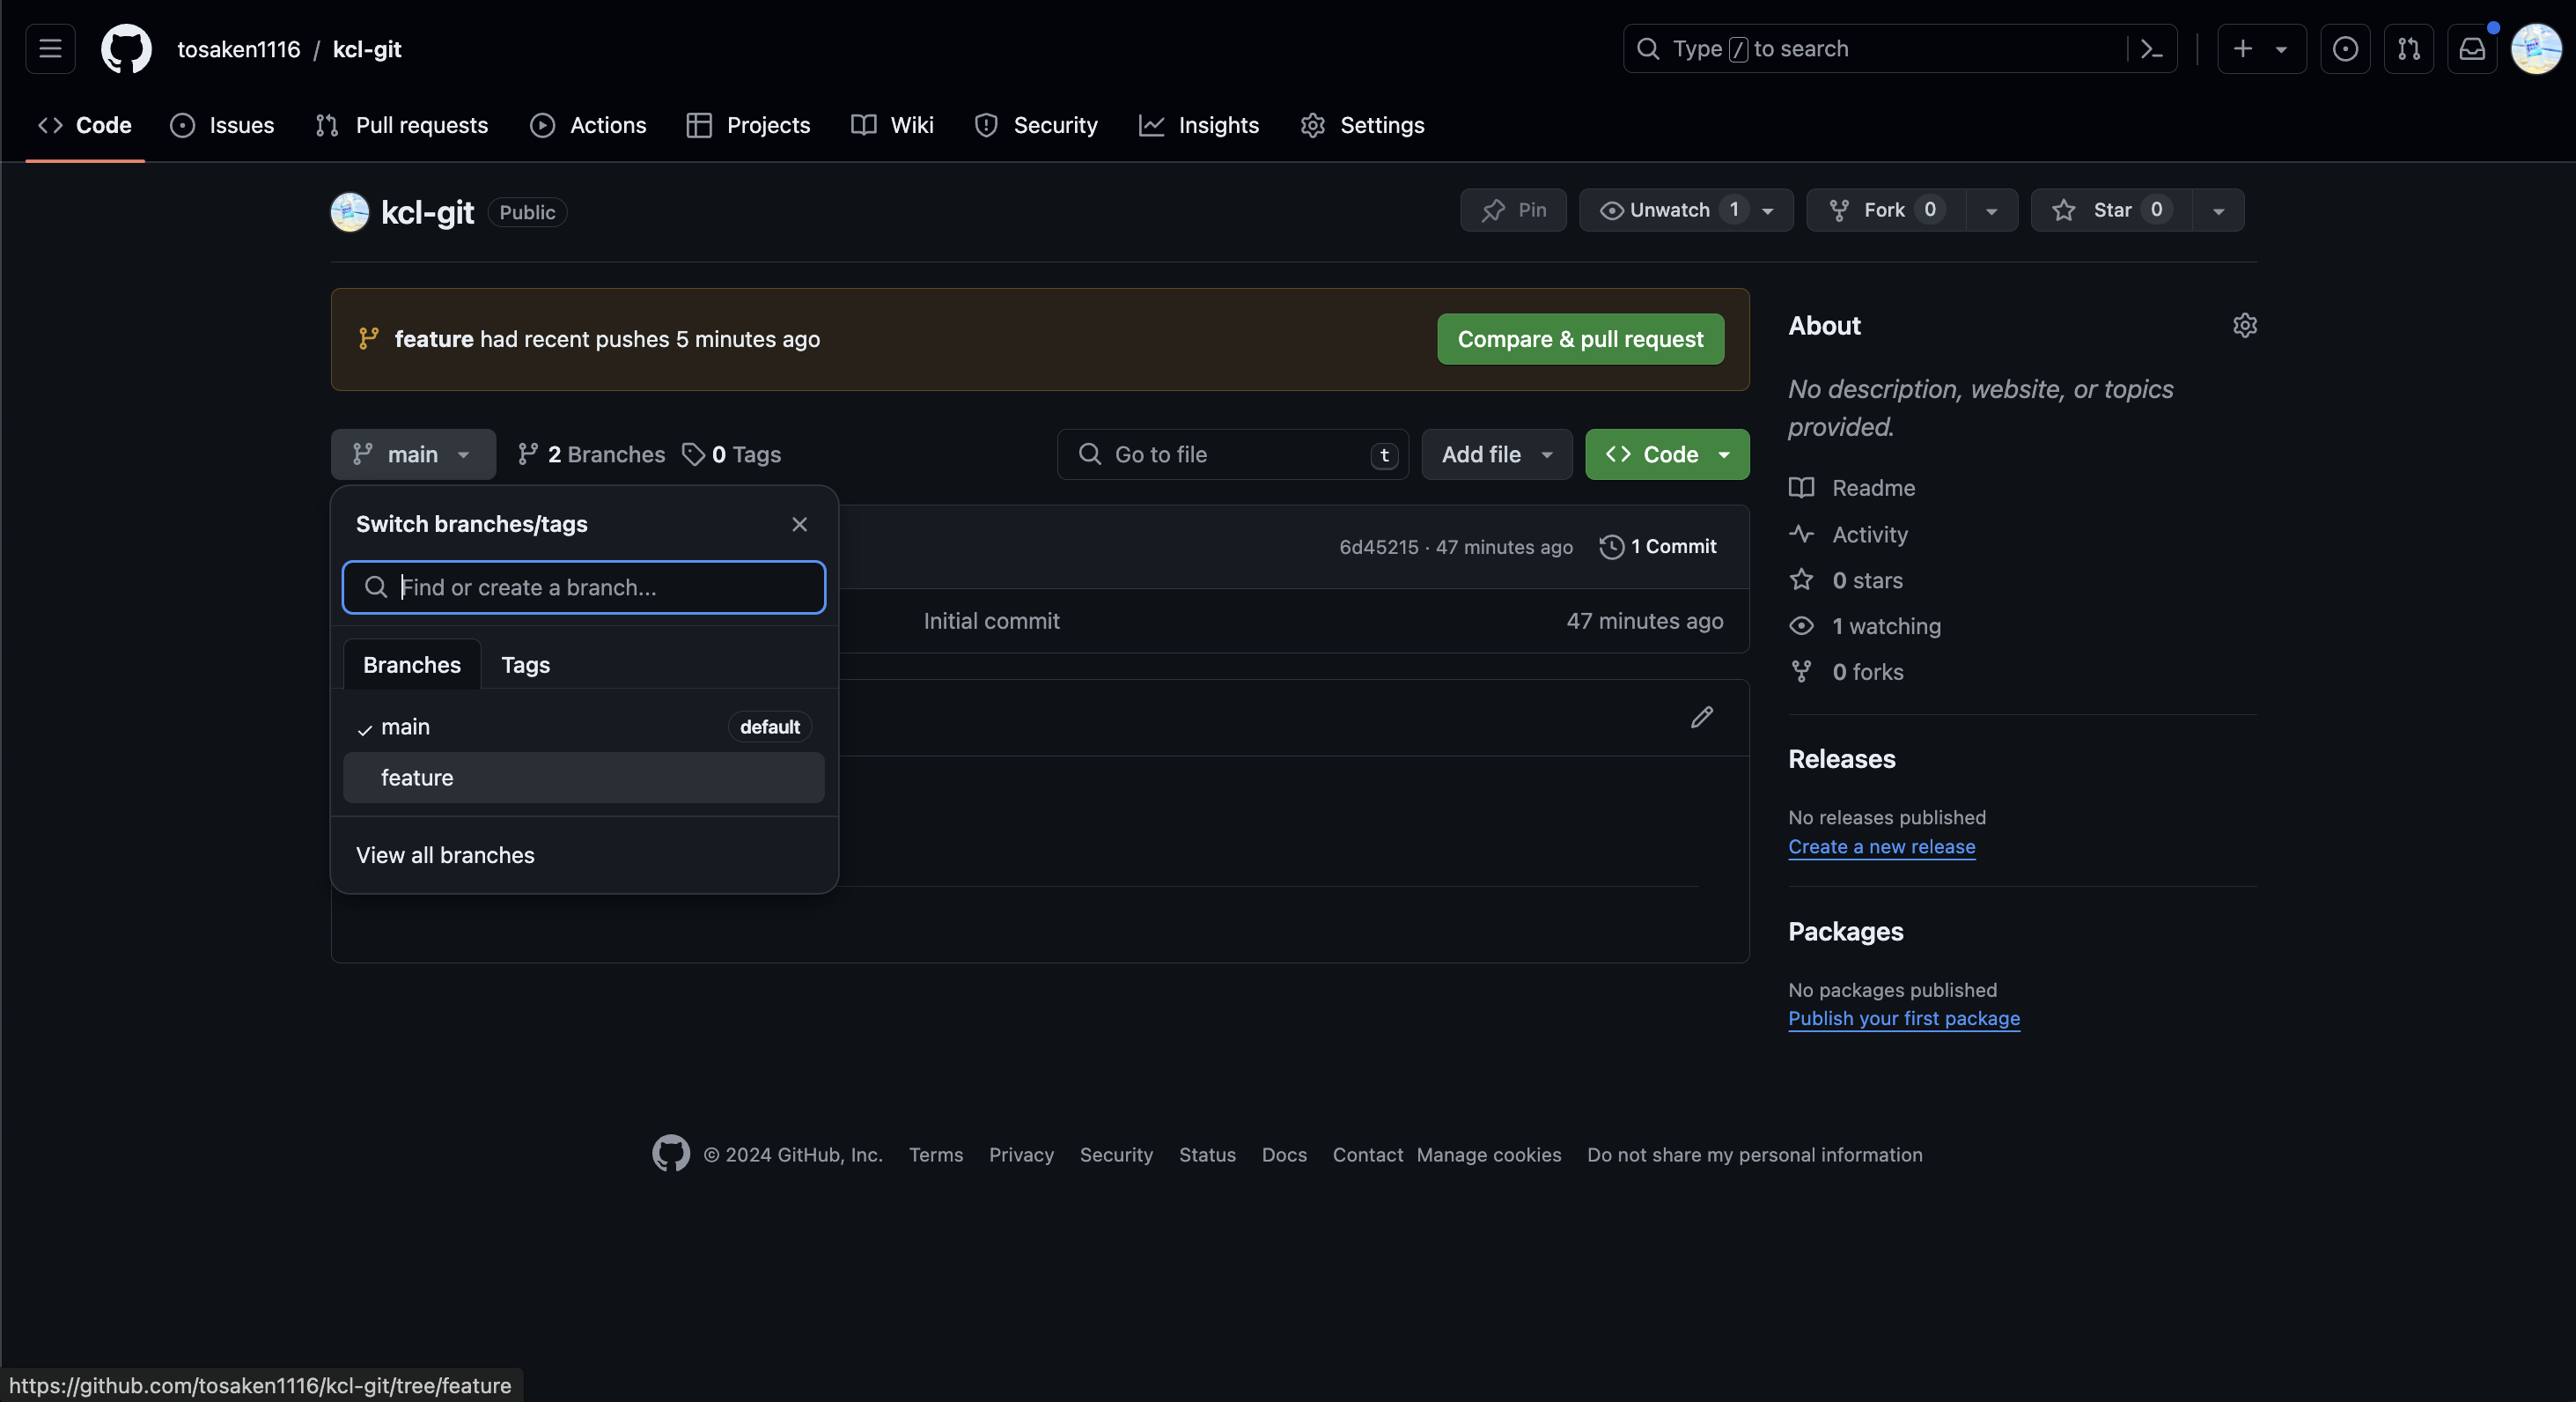 tosaken1116 / kcl-git
Type / to search
Code Issues Pull requests Actions Projects Wiki Security Insights Settings
kcl-git Public
Pin Unwatch 1 Fork 0 Star 0
feature had recent pushes 5 minutes ago
Compare & pull request
main 2 Branches 0 Tags
Go to file t
Add file
Code
Switch branches/tags
Find or create a branch...
Branches Tags
main default
feature
View all branches
6d45215 · 47 minutes ago 1 Commit
Initial commit 47 minutes ago
About
No description, website, or topics
provided.
Readme
Activity
0 stars
1 watching
0 forks
Releases
No releases published
Create a new release
Packages
No packages published
Publish your first package
© 2024 GitHub, Inc. Terms Privacy Security Status Docs Contact Manage cookies Do not share my personal information
https://github.com/tosaken1116/kcl-git/tree/feature